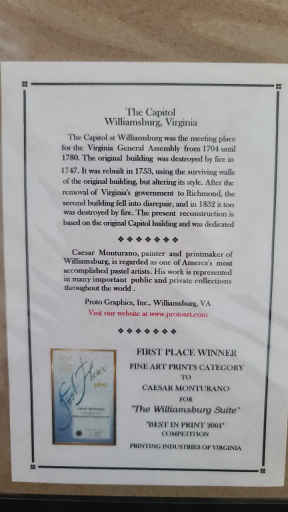 The Capitol
Williamsburg, Virginia
The Capitol at Williamsburg was the meeting place
for the Virginia General Assembly from 1704 until
1780. The original building was destroyed by fire in
1747. It was rebuilt in 1753, using the surviving walls
of the original building, but altering its style. After the
removal of Virginia's government to Richmond, the
second building fell into disrepair, and in 1832 it too
was destroyed by fire. The present reconstruction is
based on the original Capitol building and was dedicated
Caesar Monturano, painter and printmaker of
Williamsburg, is regarded as one of America's most
accomplished pastel artists. His work is represented
in many important public and private collections
throughout the world.
Proto Graphics, Inc., Williamsburg, VA
Visit our website at www.protoart.com
First Place
FIRST PLACE WINNER
FINE ART PRINTS CATEGORY
TO
CAESAR MONTURANO
FOR
"The Williamsburg Suite"
"BEST IN PRINT 2001"
COMPETITION
PRINTING INDUSTRIES OF VIRGINIA